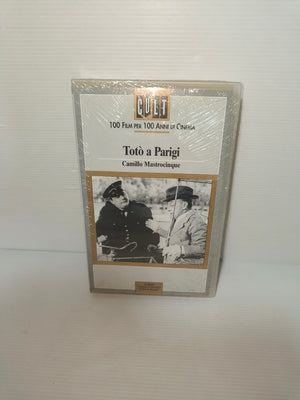 CULT
100 FILM PER 100 ANNI DI CINEMA
Totò a Parigi
Camillo Mastrocinque